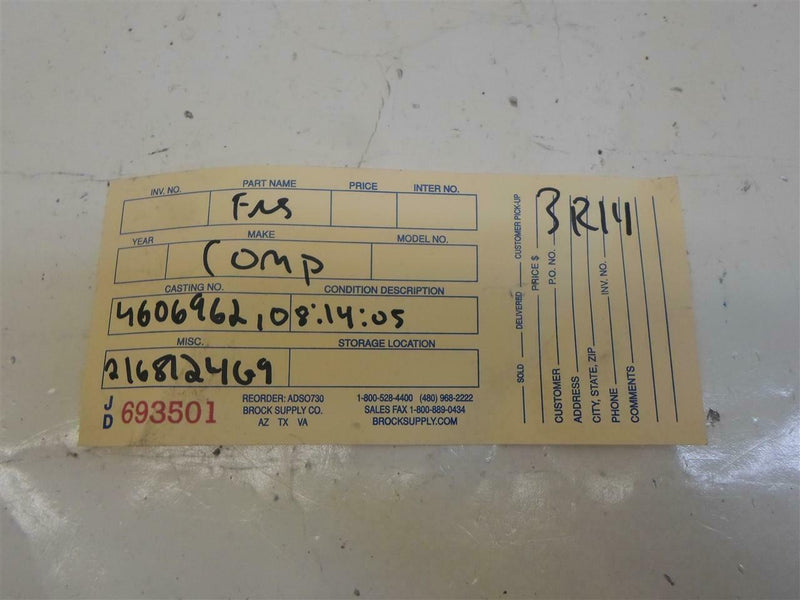 INV. NO. PART NAME PRICE INTER NO.
Ens
YEAR MAKE MODEL NO.
COMP
CASTING NO. CONDITION DESCRIPTION
4606962,08:14:05
MISC. STORAGE LOCATION
2168124G9
JD 693501
REORDER: ADSO730
BROCK SUPPLY CO.
AZ TX VA
1-800-528-4400 (480) 968-2222
SALES FAX 1-800-889-0434
BROCKSUPPLY.COM
3R14
SOLD DELIVERED CUSTOMER PICK-UP
PRICE $
CUSTOMER P.O. NO.
ADDRESS
CITY, STATE, ZIP
PHONE INV. NO.
COMMENTS